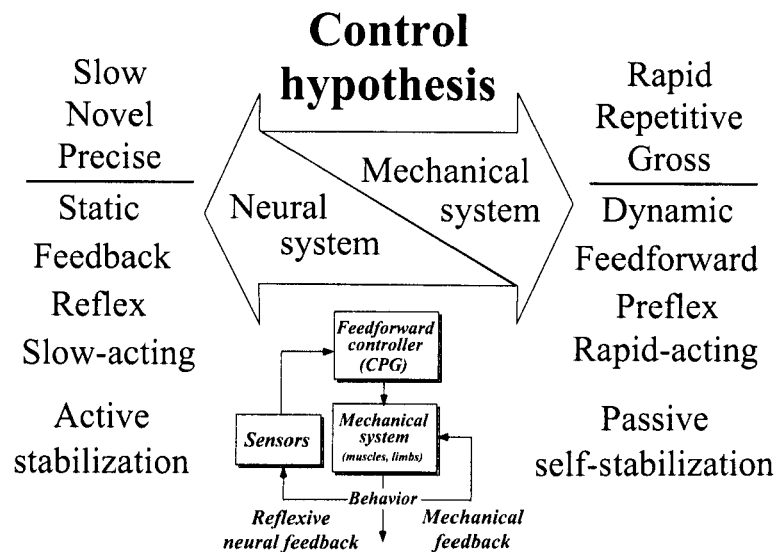 Control
hypothesis
Slow
Novel
Precise
Static
Feedback
Reflex
Slow-acting
Active
stabilization
Neural
system
Mechanical
system
Rapid
Repetitive
Gross
Dynamic
Feedforward
Preflex
Rapid-acting
Passive
self-stabilization
Feedforward
controller
(CPG)
Sensors
Mechanical
system
(muscles, limbs)
Behavior
Reflexive
neural feedback
Mechanical
feedback